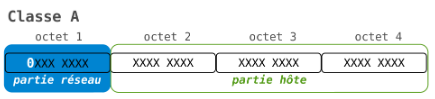 Classe A
octet 1 octet 2 octet 3 octet 4
0xxx xxxx xxxx xxxx xxxx xxxx xxxx xxxx
partie réseau partie hôte